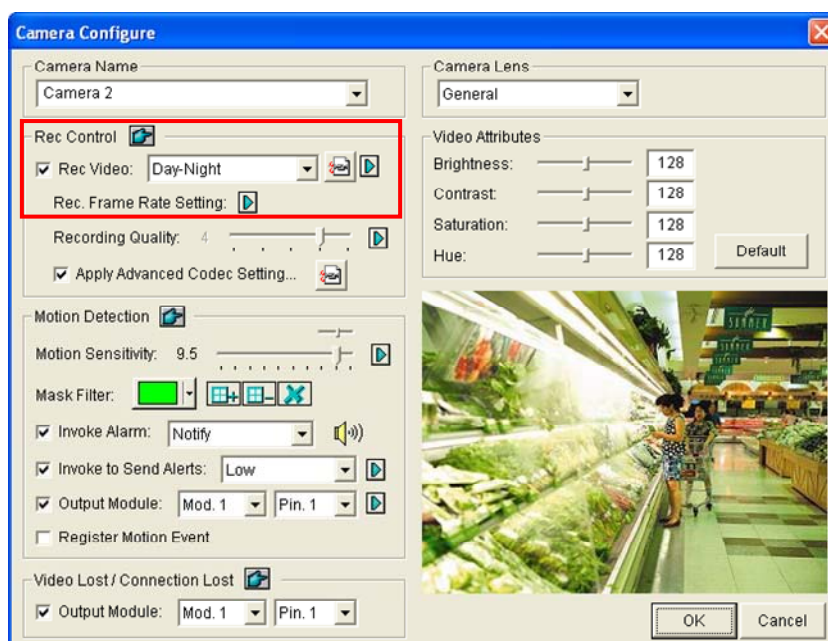 Camera Configure
Camera Name
Camera 2
Rec Control
Rec Video: Day-Night
Rec. Frame Rate Setting:
Recording Quality: 4
Apply Advanced Codec Setting...
Motion Detection
Motion Sensitivity: 9.5
Mask Filter:
Invoke Alarm: Notify
Invoke to Send Alerts: Low
Output Module: Mod. 1 Pin. 1
Register Motion Event
Video Lost / Connection Lost
Output Module: Mod. 1 Pin. 1
Camera Lens
General
Video Attributes
Brightness: 128
Contrast: 128
Saturation: 128
Hue: 128
Default
SUMMER
OK Cancel